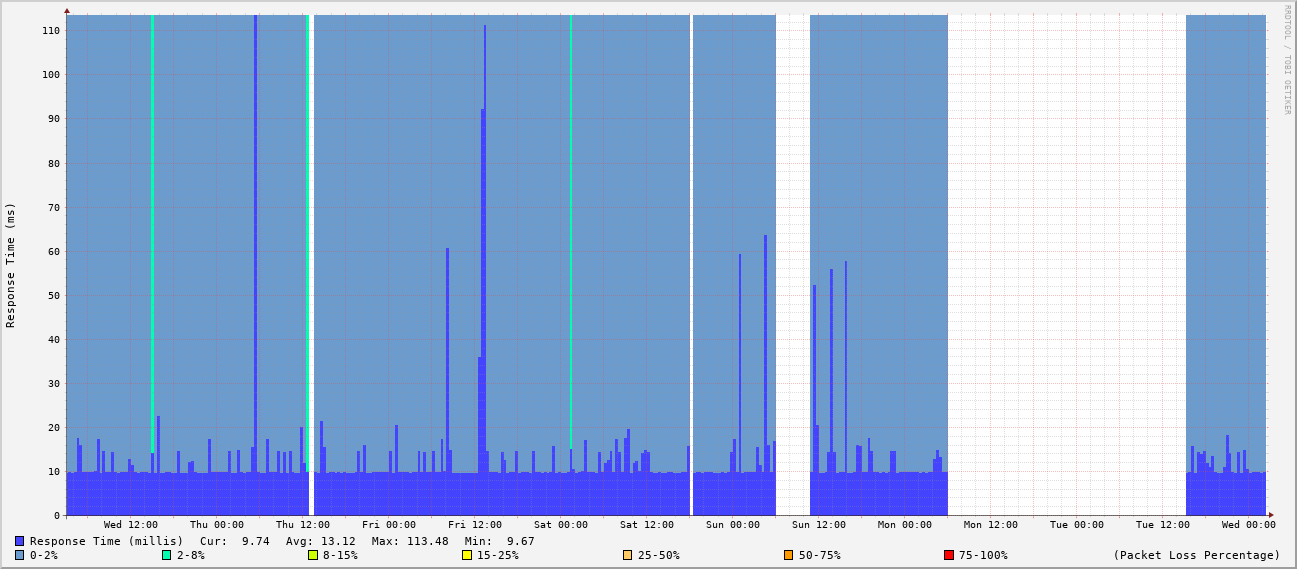 RRDTOOL / TOBI OETIKER
Response Time (ms)
110
100
90
80
70
60
50
40
30
20
10
0
Wed 12:00 Thu 00:00 Thu 12:00 Fri 00:00 Fri 12:00 Sat 00:00 Sat 12:00 Sun 00:00 Sun 12:00 Mon 00:00 Mon 12:00 Tue 00:00 Tue 12:00 Wed 00:00
Response Time (millis) Cur: 9.74 Avg: 13.12 Max: 113.48 Min: 9.67
0-2% 2-8% 8-15% 15-25% 25-50% 50-75% 75-100% (Packet Loss Percentage)